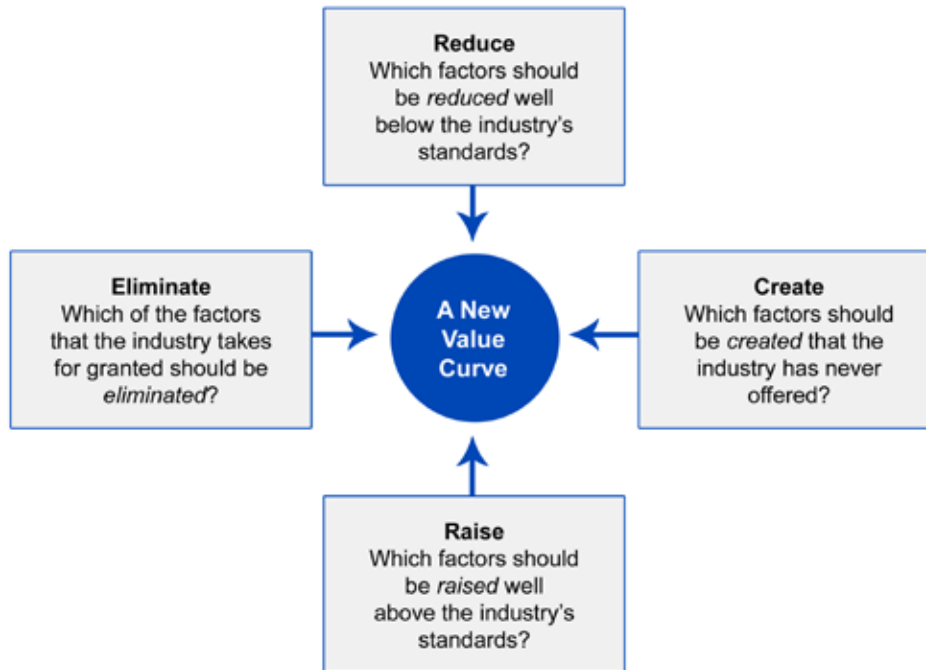 Reduce
Which factors should
be reduced well
below the industry's
standards?
Eliminate
Which of the factors
that the industry takes
for granted should be
eliminated?
A New
Value
Curve
Create
Which factors should
be created that the
industry has never
offered?
Raise
Which factors should
be raised well
above the industry's
standards?